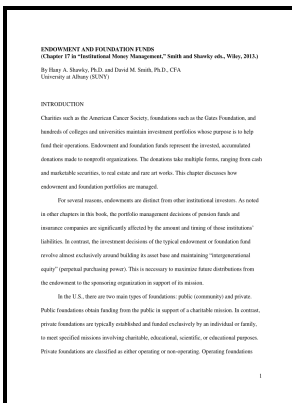 ENDOWMENT AND FOUNDATION FUNDS
(Chapter 17 in “Institutional Money Management,” Smith and Shawky eds., Wiley, 2013.)
By Hany A. Shawky, Ph.D. and David M. Smith, Ph.D., CFA
University at Albany (SUNY)
INTRODUCTION
Charities such as the American Cancer Society, foundations such as the Gates Foundation, and
hundreds of colleges and universities maintain investment portfolios whose purpose is to help
fund their operations. Endowment and foundation funds represent the invested, accumulated
donations made to nonprofit organizations. The donations take multiple forms, ranging from cash
and marketable securities, to real estate and rare art works. This chapter discusses how
endowment and foundation portfolios are managed.
For several reasons, endowments are distinct from other institutional investors. As noted
in other chapters in this book, the portfolio management decisions of pension funds and
insurance companies are significantly affected by the amount and timing of those institutions’
liabilities. In contrast, the investment decisions of the typical endowment or foundation fund
revolve almost exclusively around building its asset base and maintaining “intergenerational
equity” (perpetual purchasing power). This is necessary to maximize future distributions from
the endowment to the sponsoring organization in support of its mission.
In the U.S., there are two main types of foundations: public (community) and private.
Public foundations obtain funding from the public in support of a charitable mission. In contrast,
private foundations are typically established and funded exclusively by an individual or family,
to meet specified missions involving charitable, educational, scientific, or educational purposes.
Private foundations are classified as either operating or non-operating. Operating foundations
1